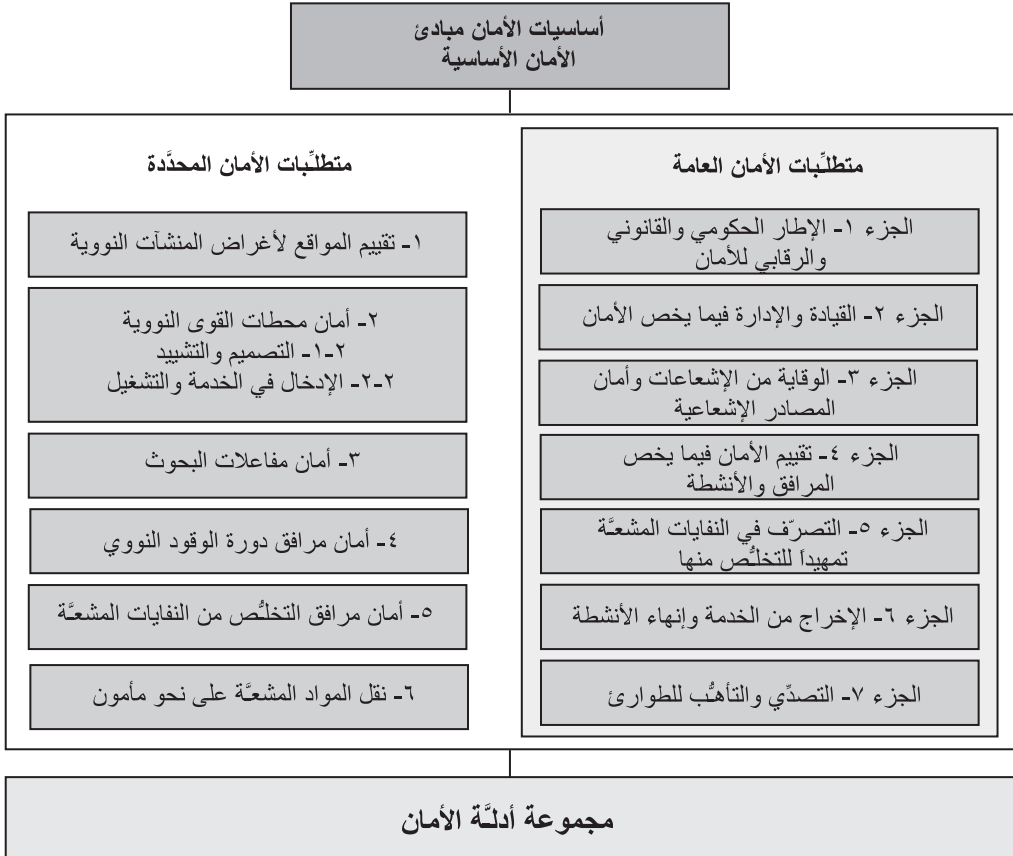 أساسيات الأمان مبادئ
الأمان الأساسية
متطلِّبات الأمان العامة
الجزء ١- الإطار الحكومي والقانوني
والرقابي للأمان
الجزء ٢- القيادة والإدارة فيما يخص الأمان
الجزء ٣- الوقاية من الإشعاعات وأمان
المصادر الإشعاعية
الجزء ٤- تقييم الأمان فيما يخص
المرافق والأنشطة
الجزء ٥- التصرّف في النفايات المشعَّة
تمهيداً للتخلُّص منها
الجزء ٦- الإخراج من الخدمة وإنهاء الأنشطة
الجزء ٧- التصدِّي والتأهُّب للطوارئ
متطلِّبات الأمان المحدَّدة
١- تقييم المواقع لأغراض المنشآت النووية
٢- أمان محطات القوى النووية
٢-١- التصميم والتشييد
٢-٢- الإدخال في الخدمة والتشغيل
٣- أمان مفاعلات البحوث
٤- أمان مرافق دورة الوقود النووي
٥- أمان مرافق التخلُّص من النفايات المشعَّة
٦- نقل المواد المشعَّة على نحو مأمون
مجموعة أدلَّة الأمان